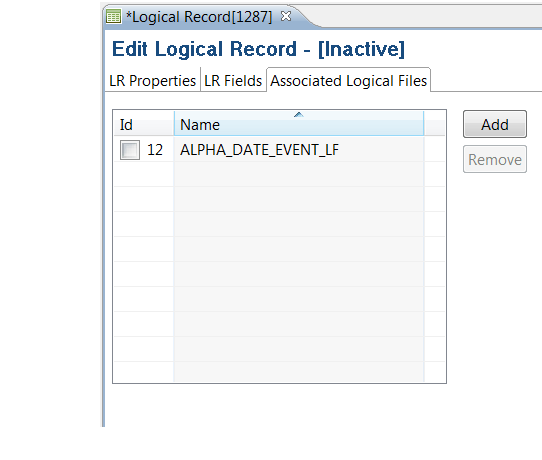 *Logical Record[1287]
Edit Logical Record - [Inactive]
LR Properties LR Fields Associated Logical Files
Id Name Add
12 ALPHA_DATE_EVENT_LF
Remove